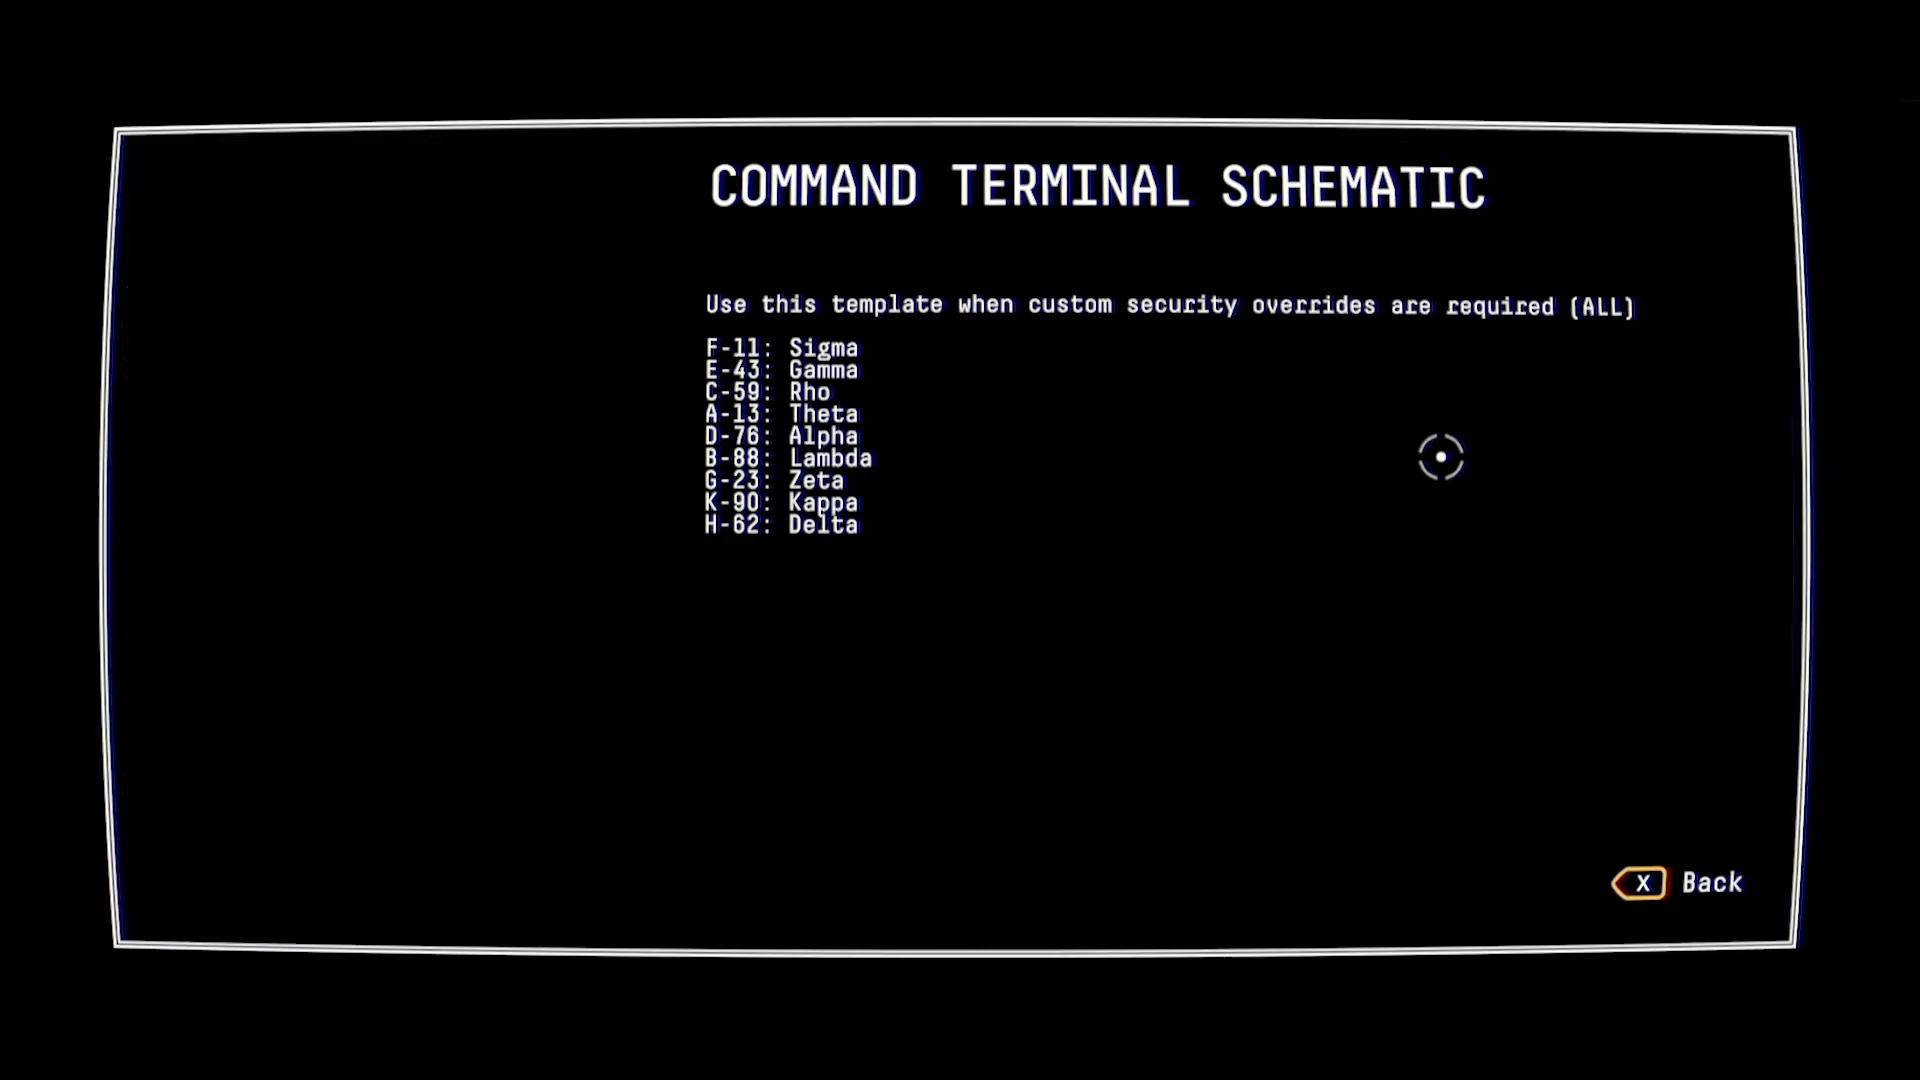 COMMAND TERMINAL SCHEMATIC
Use this template when custom security overrides are required (ALL)
F-11: Sigma
E-43: Gamma
C-59: Rho
A-13: Theta
D-76: Alpha
B-88: Lambda
G-23: Zeta
K-90: Kappa
H-62: Delta
X Back